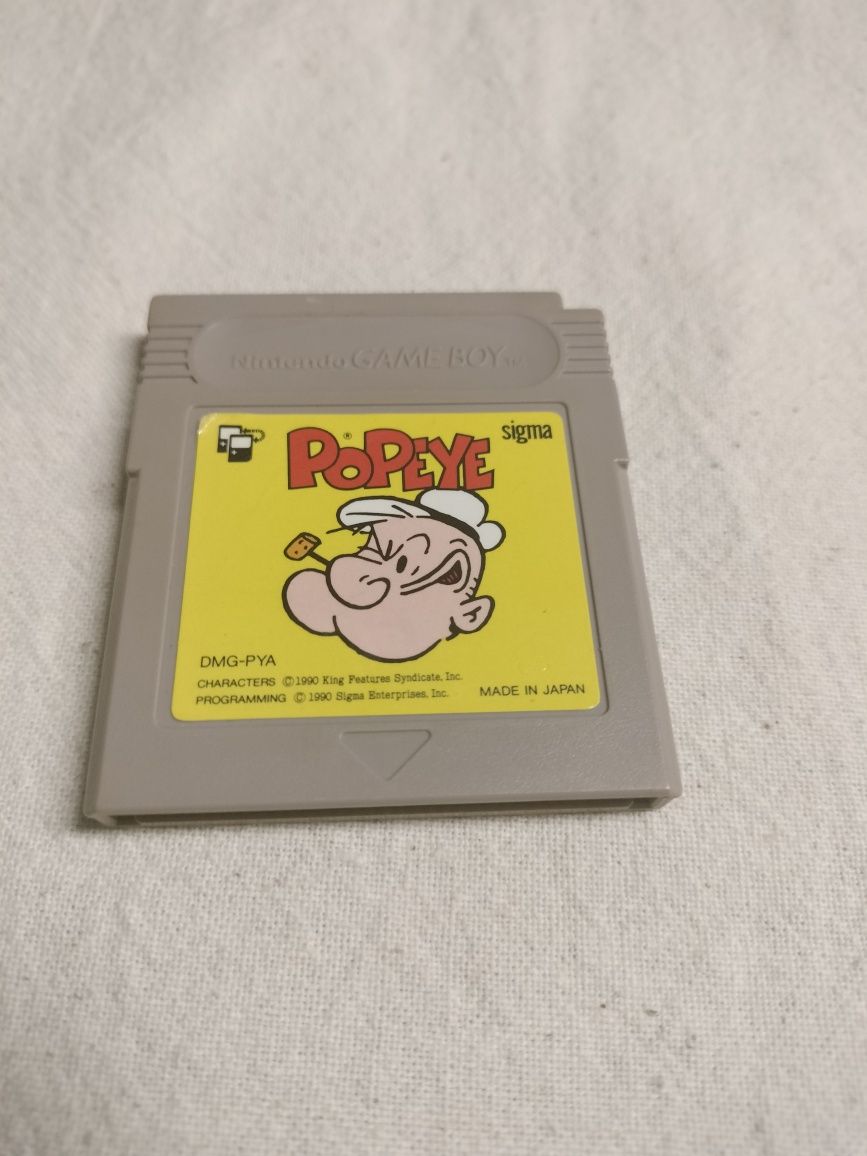 Nintendo GAME BOY™
POPEYE®
sigma
DMG-PYA
CHARACTERS ©1990 King Features Syndicate, Inc.
PROGRAMMING ©1990 Sigma Enterprises, Inc.
MADE IN JAPAN